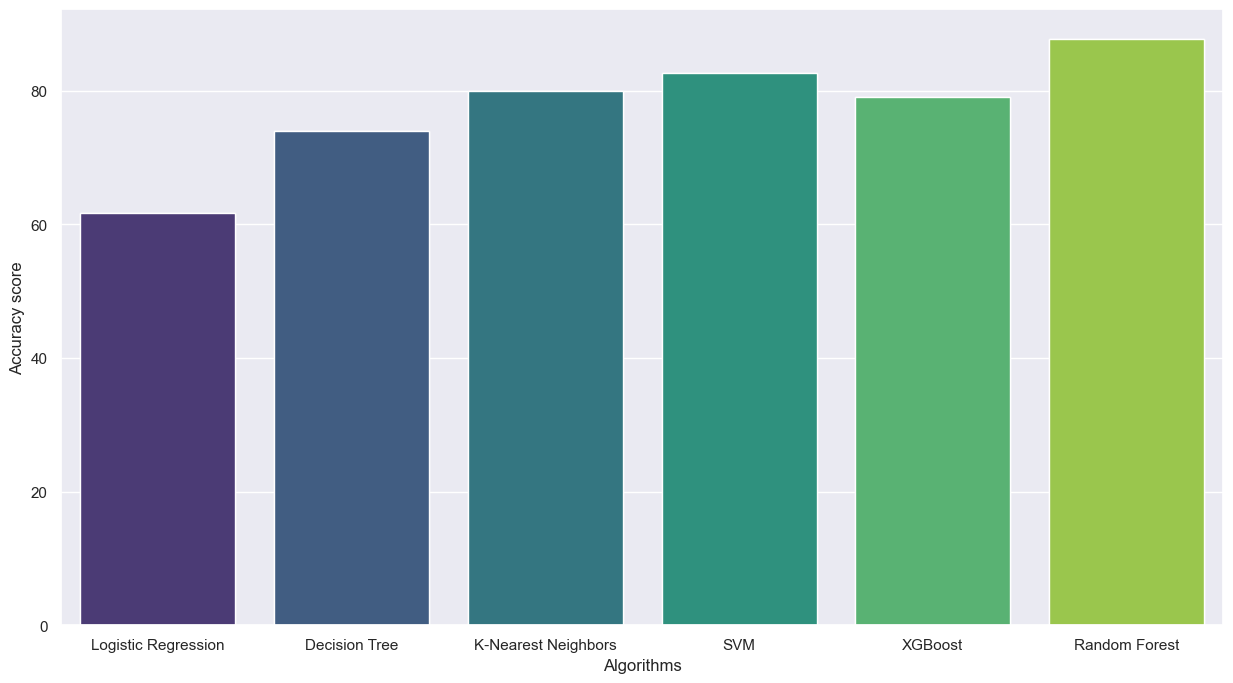 80
60
40
20
0
Accuracy score
Logistic Regression
Decision Tree
K-Nearest Neighbors
SVM
XGBoost
Random Forest
Algorithms